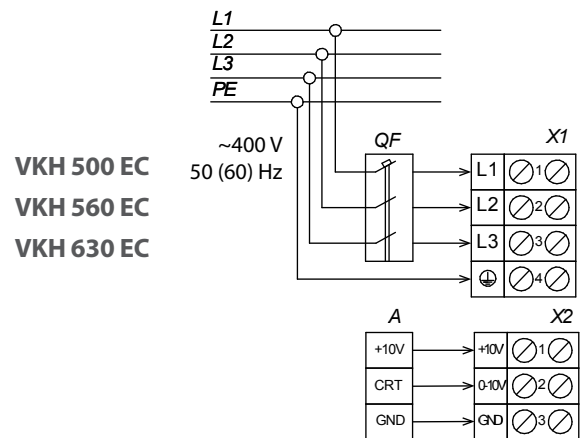 L1
L2
L3
PE
~400 V
50 (60) Hz
VKH 500 EC
VKH 560 EC
VKH 630 EC
QF
X1
L1 1
L2 2
L3 3
4
A
X2
+10V +10V 1
CRT 0-10V 2
GND GND 3